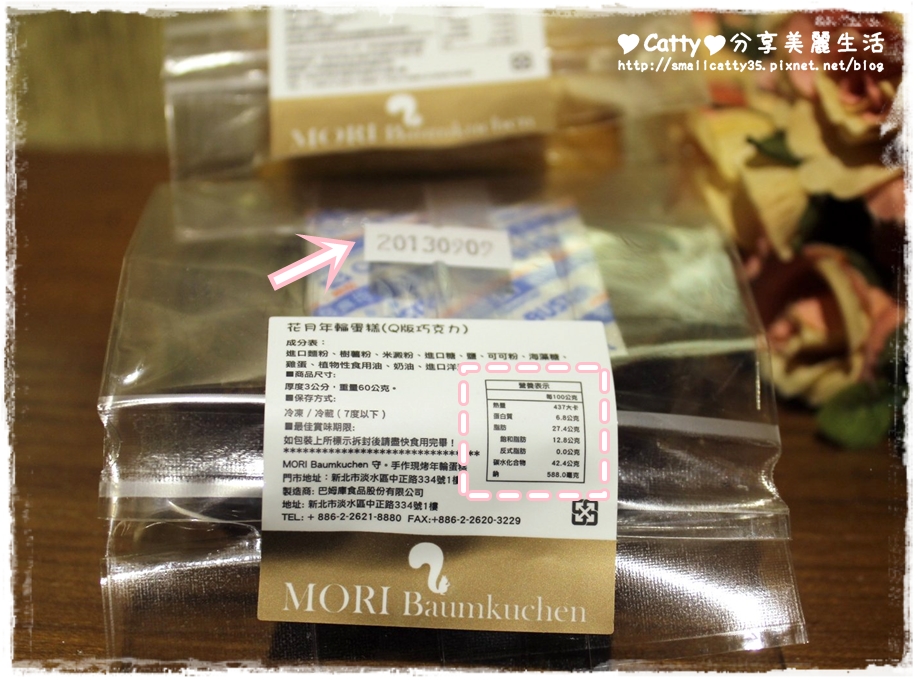 ♥Catty♥分享美麗生活
http://smallcatty35.pixnet.net/blog
MORI Baumkuchen
20130909
花月年輪蛋糕(Q版巧克力)
成分表：
進口麵粉、樹薯粉、米澱粉、進口糖、鹽、可可粉、海藻糖、
雞蛋、植物性食用油、奶油、進口洋
■商品尺寸:
厚度3公分，重量60公克。
■保存方式:
冷凍 / 冷藏 ( 7度以下 )
■最佳賞味期限:
如包裝上所標示拆封後請盡快食用完畢！
********************************
MORI Baumkuchen 守。手作現烤年輪蛋
門市地址：新北市淡水區中正路334號1樓
製造商: 巴姆庫食品股份有限公司
地址: 新北市淡水區中正路334號1樓
TEL: + 886-2-2621-8880 FAX:+886-2-2620-3229
營養表示
每100公克
熱量 437大卡
蛋白質 6.8公克
脂肪 27.4公克
飽和脂肪 12.8公克
反式脂肪 0.0公克
碳水化合物 42.4公克
鈉 588.0毫克
MORI Baumkuchen